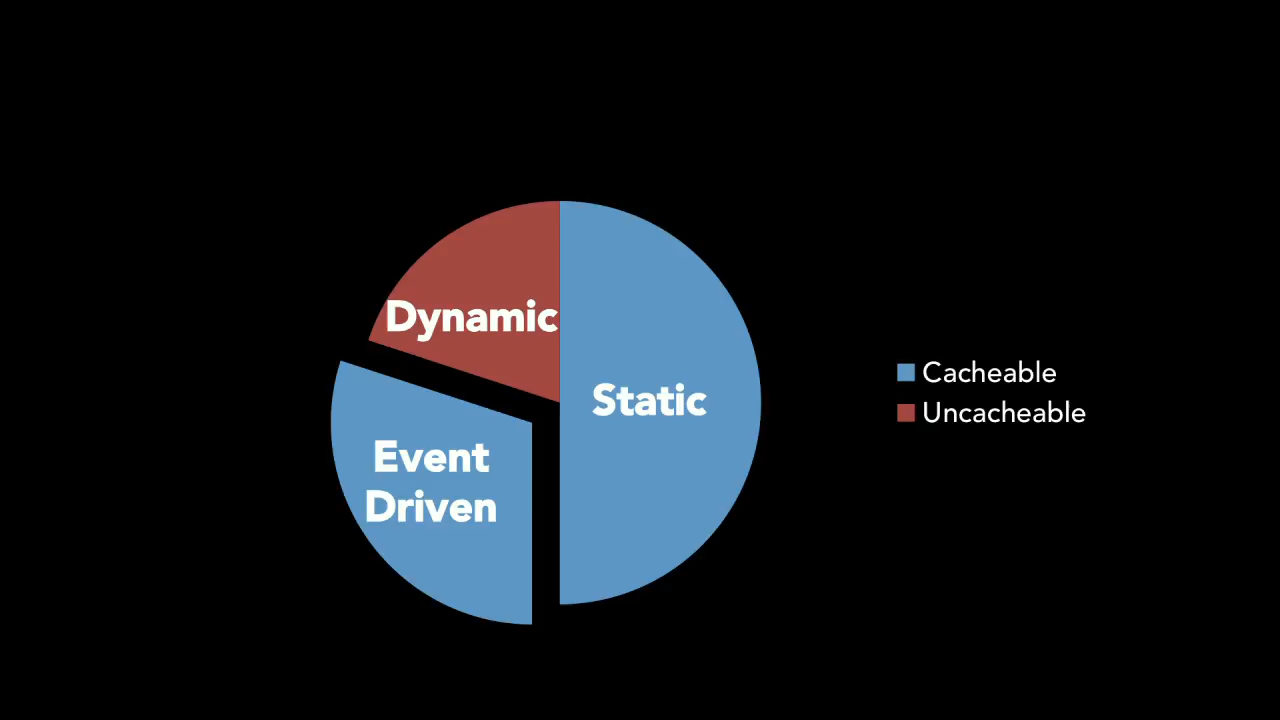 Dynamic
Static
Event
Driven
Cacheable
Uncacheable